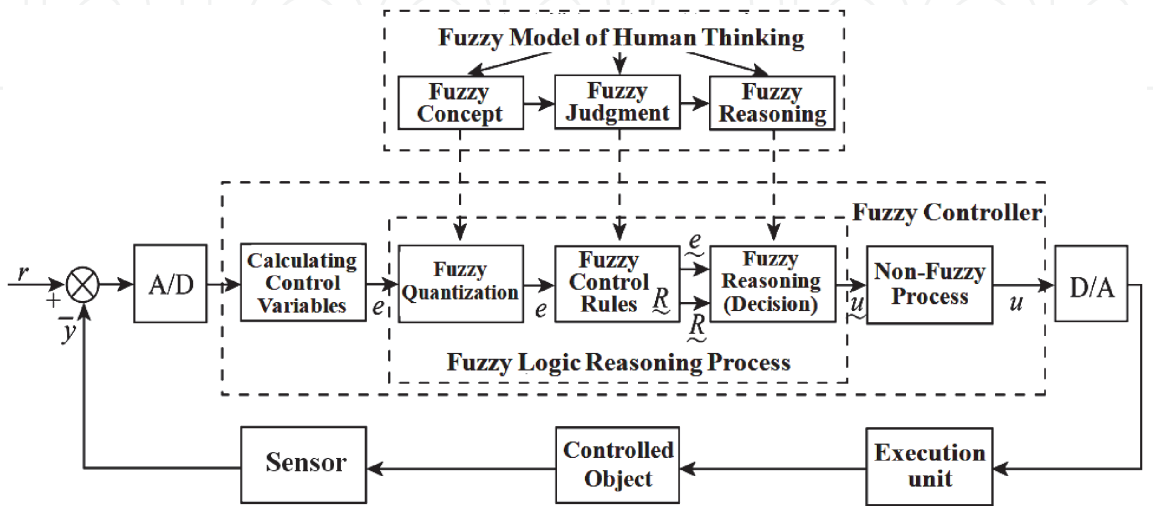 Fuzzy Model of Human Thinking
Fuzzy
Concept
Fuzzy
Judgment
Fuzzy
Reasoning
Fuzzy Controller
r
+
−
y
A/D
Calculating
Control
Variables
e
Fuzzy
Quantization
e
Fuzzy
Control
Rules
R
e
R
Fuzzy
Reasoning
(Decision)
u
Non-Fuzzy
Process
u
D/A
Fuzzy Logic Reasoning Process
Sensor
Controlled
Object
Execution
unit